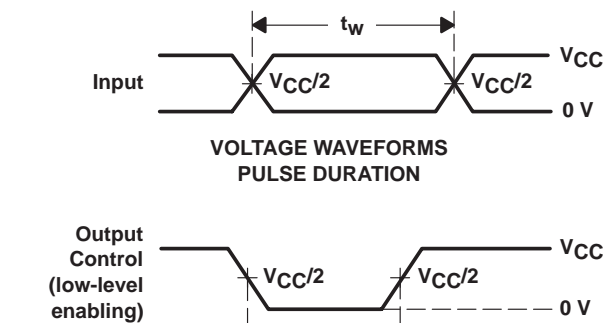 tw
VCC
Input
VCC/2
VCC/2
0 V
VOLTAGE WAVEFORMS
PULSE DURATION
Output
Control
(low-level
enabling)
VCC
VCC/2
VCC/2
0 V